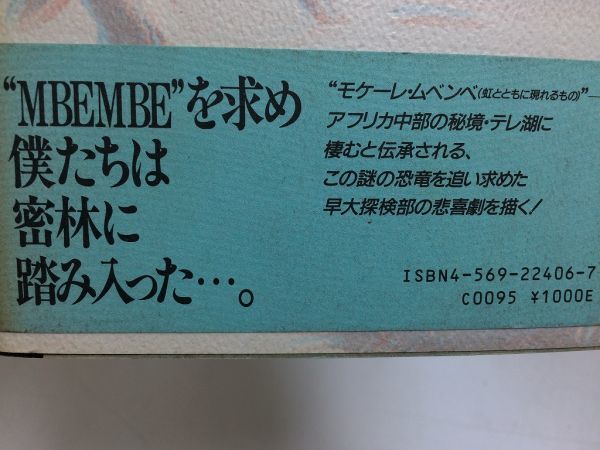 “MBEMBE”を求め
僕たちは
密林に
踏み入った…。
“モケーレ・ムベンベ(虹とともに現れるもの)”—
アフリカ中部の秘境・テレ湖に
棲むと伝承される、
この謎の恐竜を追い求めた
早大探検部の悲喜劇を描く!
ISBN4-569-22406-7
C0095 ¥1000E